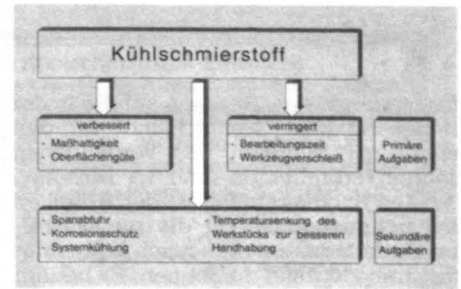 Kühlschmierstoff
verbessert
- Maßhaltigkeit
- Oberflächengüte
verringert
- Bearbeitungszeit
- Werkzeugverschleiß
Primäre
Aufgaben
- Spanabfuhr
- Korrosionsschutz
- Systemkühlung
- Temperatursenkung des
Werkstücks zur besseren
Handhabung
Sekundäre
Aufgaben